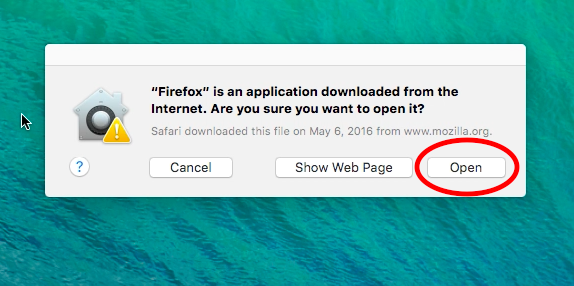 “Firefox” is an application downloaded from the
Internet. Are you sure you want to open it?
Safari downloaded this file on May 6, 2016 from www.mozilla.org.
?
Cancel
Show Web Page
Open